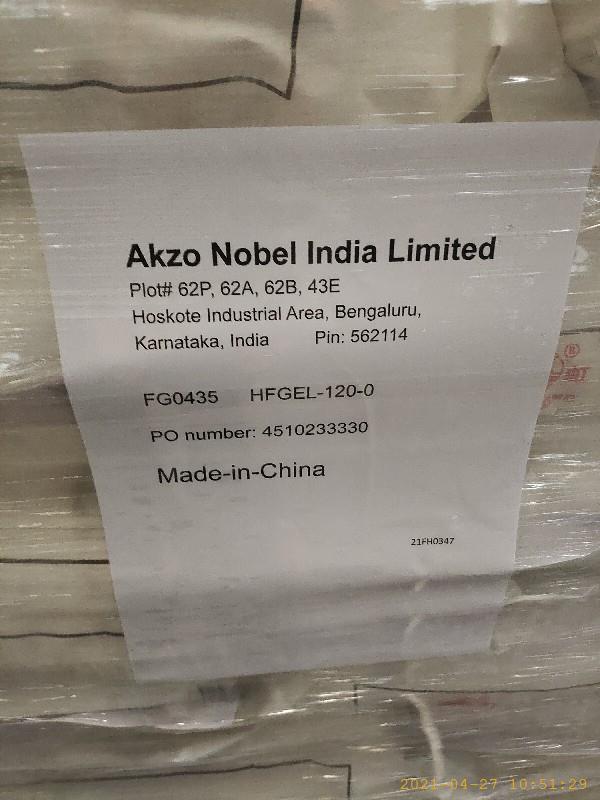 Akzo Nobel India Limited
Plot# 62P, 62A, 62B, 43E
Hoskote Industrial Area, Bengaluru,
Karnataka, India Pin: 562114
FG0435 HFGEL-120-0
PO number: 4510233330
Made-in-China
21FH0347
2021-04-27 10:51:29